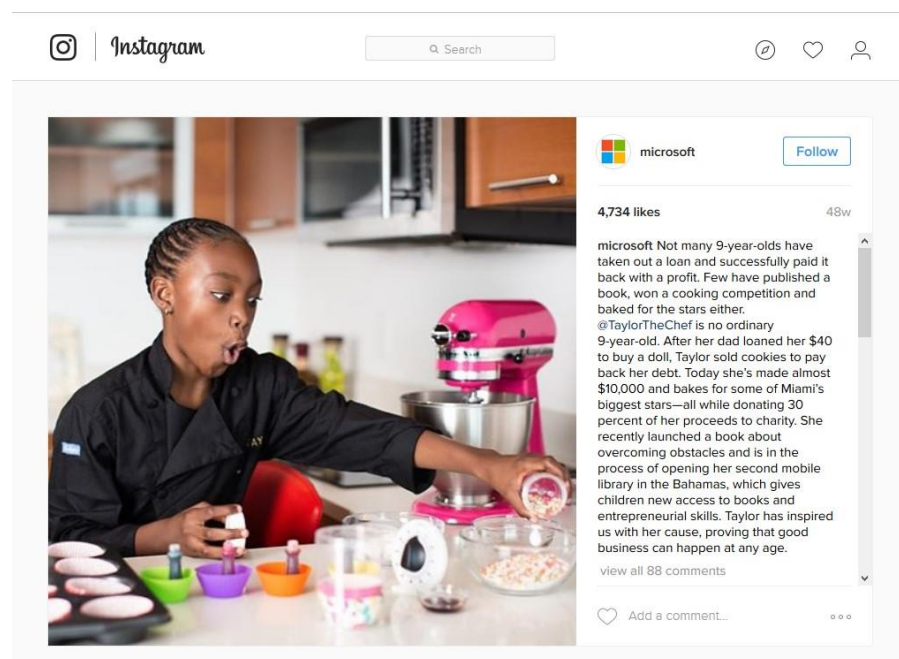 Instagram
Search
microsoft
Follow
4,734 likes
48w
microsoft Not many 9-year-olds have
taken out a loan and successfully paid it
back with a profit. Few have published a
book, won a cooking competition and
baked for the stars either.
@TaylorTheChef is no ordinary
9-year-old. After her dad loaned her $40
to buy a doll, Taylor sold cookies to pay
back her debt. Today she's made almost
$10,000 and bakes for some of Miami's
biggest stars—all while donating 30
percent of her proceeds to charity. She
recently launched a book about
overcoming obstacles and is in the
process of opening her second mobile
library in the Bahamas, which gives
children new access to books and
entrepreneurial skills. Taylor has inspired
us with her cause, proving that good
business can happen at any age.
view all 88 comments
Add a comment...